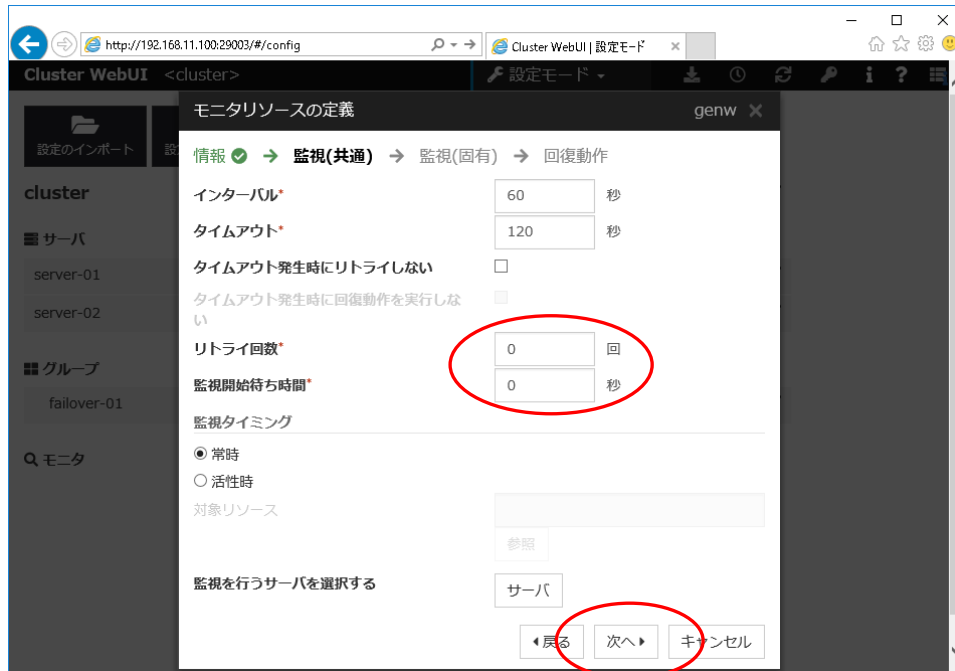 http://192.168.11.100:29003/#/config
Cluster WebUI | 設定モード
Cluster WebUI <cluster>
設定モード
設定のインポート
cluster
サーバ
server-01
server-02
グループ
failover-01
モニタ
モニタリソースの定義
genw
情報 → 監視(共通) → 監視(固有) → 回復動作
インターバル* 60 秒
タイムアウト* 120 秒
タイムアウト発生時にリトライしない
タイムアウト発生時に回復動作を実行しな
い
リトライ回数* 0 回
監視開始待ち時間* 0 秒
監視タイミング
常時
活性時
対象リソース
参照
監視を行うサーバを選択する サーバ
戻る 次へ キャンセル